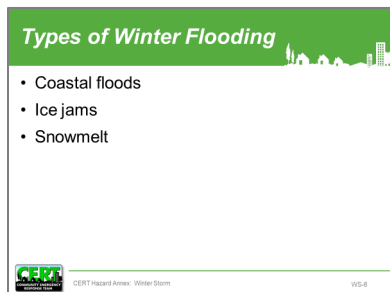 Types of Winter Flooding
• Coastal floods
• Ice jams
• Snowmelt
CERT
COMMUNITY EMERGENCY
RESPONSE TEAM
CERT Hazard Annex: Winter Storm
WS-8